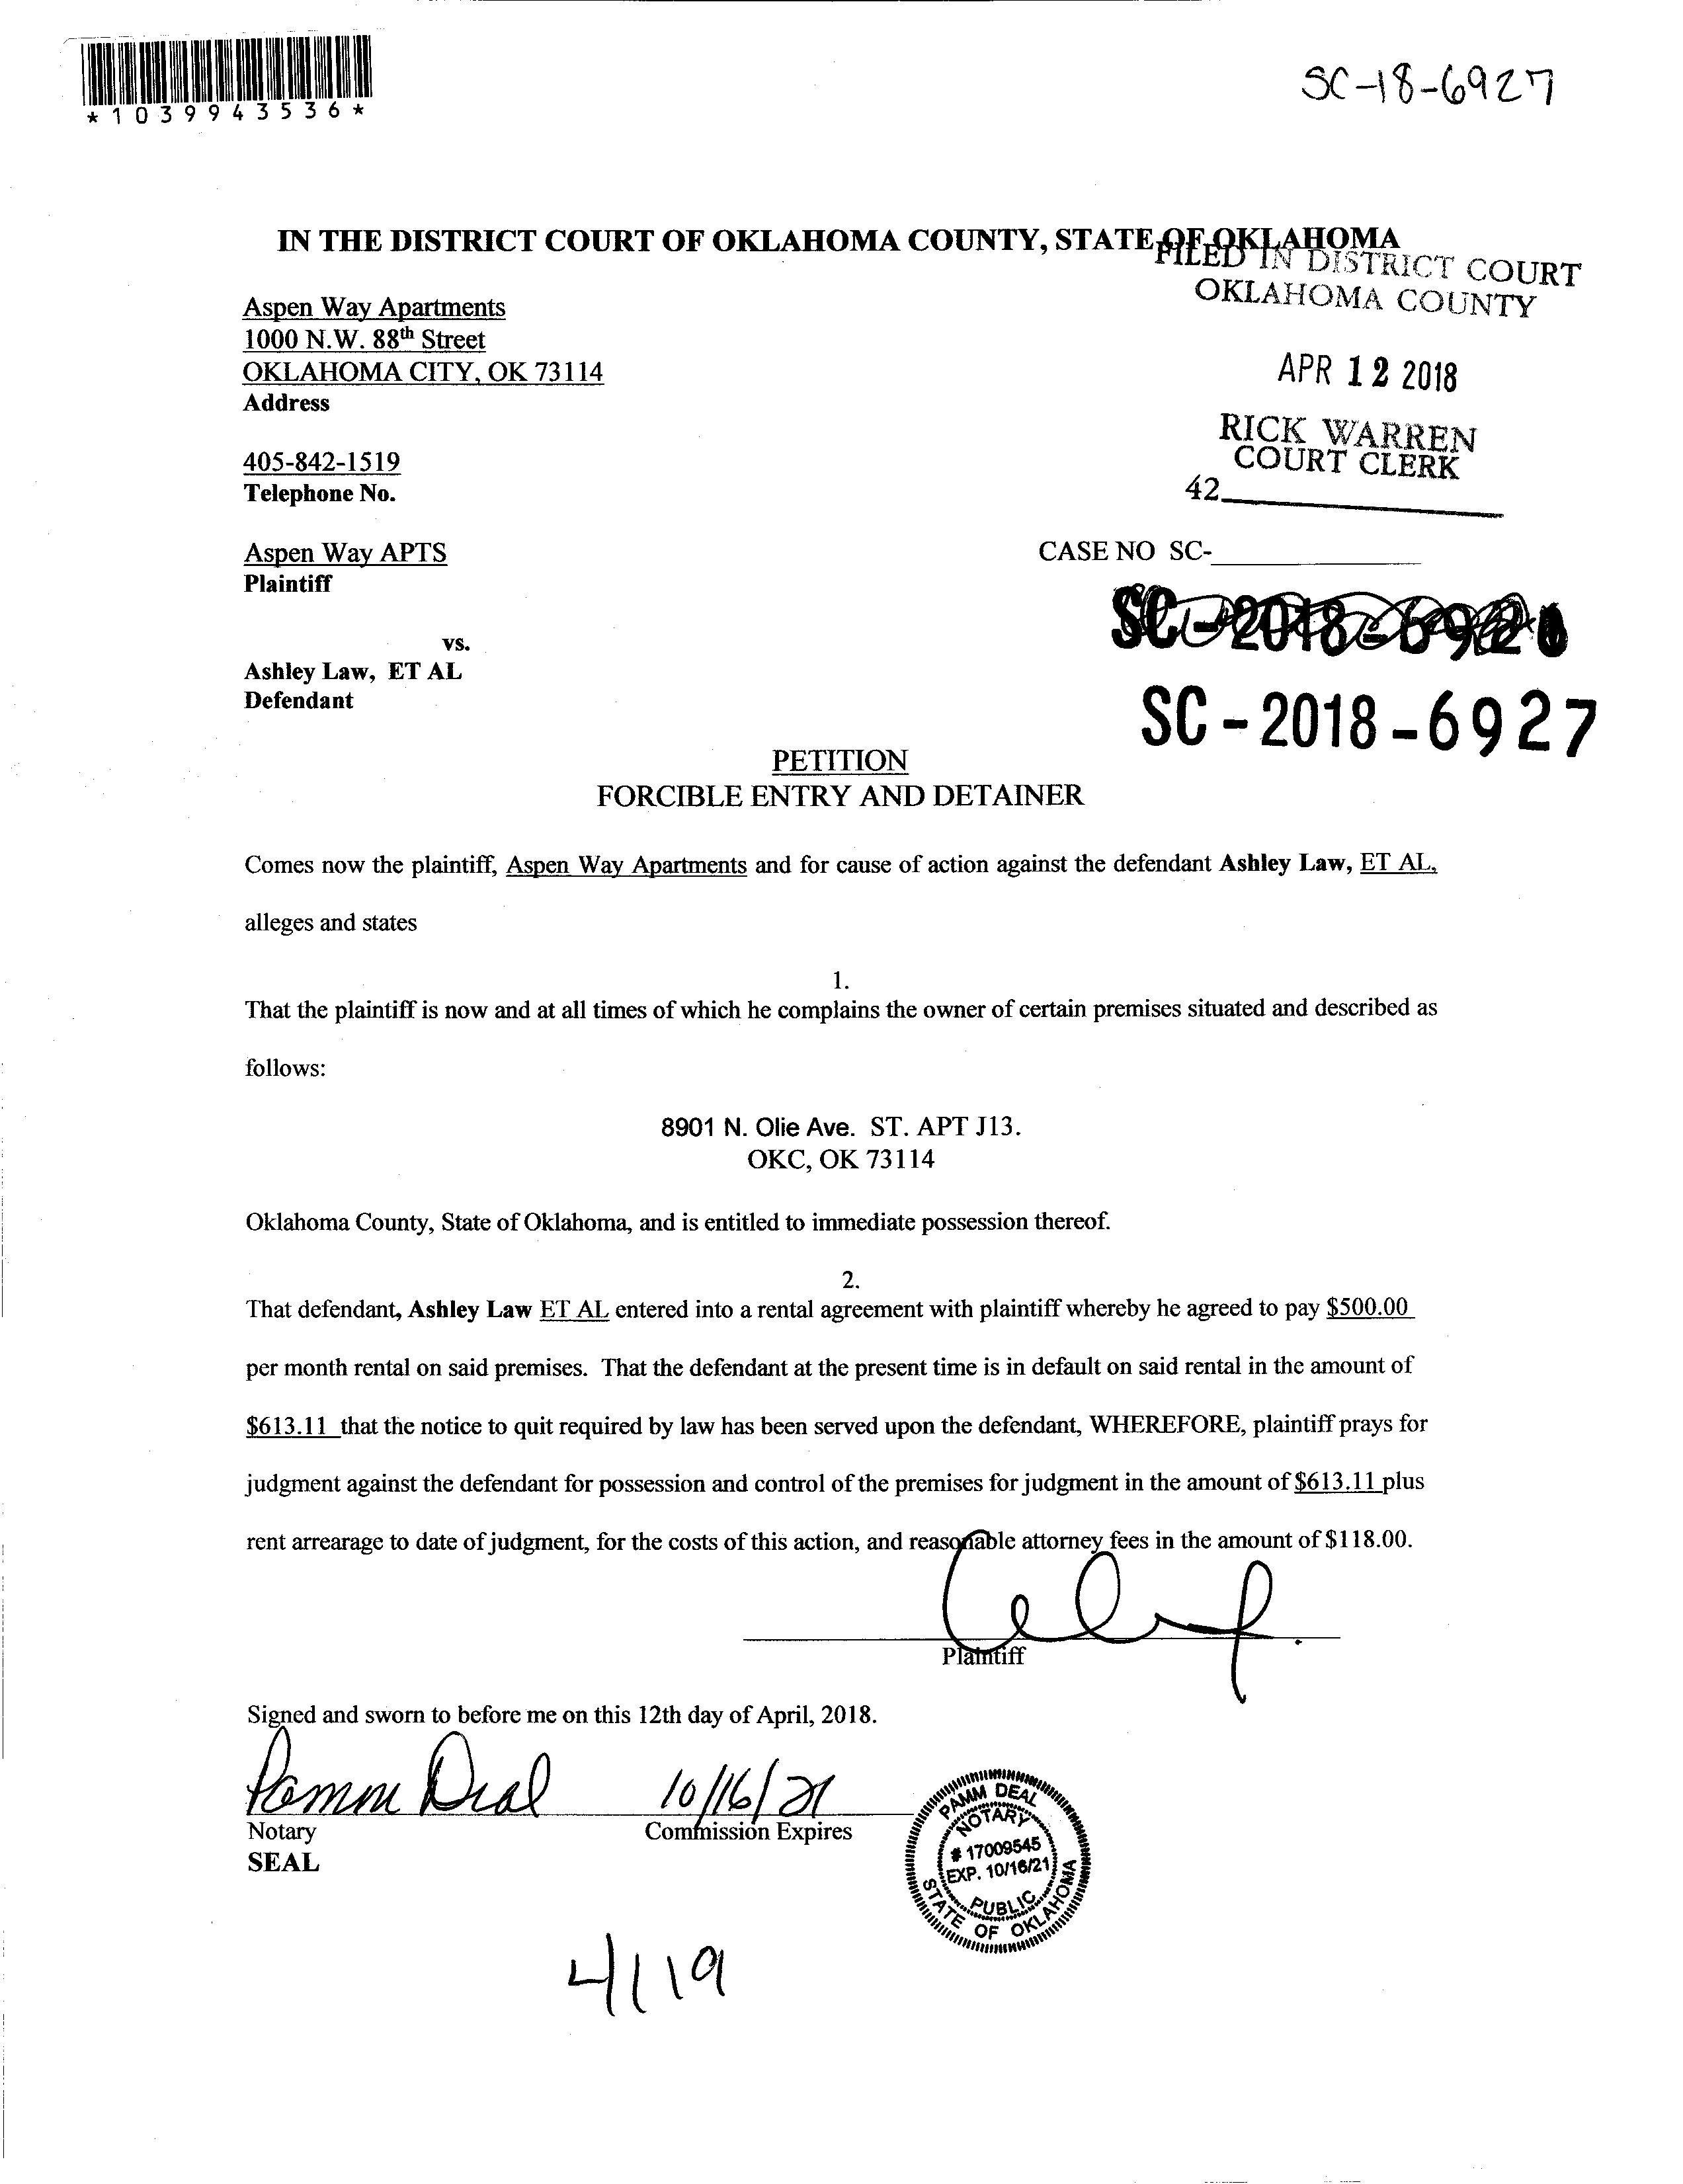 *1039943536*
SC-18-6927
IN THE DISTRICT COURT OF OKLAHOMA COUNTY, STATE OF OKLAHOMA
FILED IN DISTRICT COURT
OKLAHOMA COUNTY
Aspen Way Apartments
1000 N.W. 88th Street
OKLAHOMA CITY, OK 73114
Address
APR 12 2018
RICK WARREN
COURT CLERK
42
405-842-1519
Telephone No.
Aspen Way APTS
Plaintiff
CASE NO SC-
vs.
Ashley Law, ET AL
Defendant
SC-2018-6927
PETITION
FORCIBLE ENTRY AND DETAINER
Comes now the plaintiff, Aspen Way Apartments and for cause of action against the defendant Ashley Law, ET AL,
alleges and states
1.
That the plaintiff is now and at all times of which he complains the owner of certain premises situated and described as
follows:
8901 N. Olie Ave. ST. APT J13.
OKC, OK 73114
Oklahoma County, State of Oklahoma, and is entitled to immediate possession thereof.
2.
That defendant, Ashley Law ET AL entered into a rental agreement with plaintiff whereby he agreed to pay $500.00
per month rental on said premises. That the defendant at the present time is in default on said rental in the amount of
$613.11 that the notice to quit required by law has been served upon the defendant, WHEREFORE, plaintiff prays for
judgment against the defendant for possession and control of the premises for judgment in the amount of $613.11 plus
rent arrearage to date of judgment, for the costs of this action, and reasonable attorney fees in the amount of $118.00.
Plaintiff
Signed and sworn to before me on this 12th day of April, 2018.
Pamm Deal 10/16/21
Notary Commission Expires
SEAL
PAMM DEAL
NOTARY
# 17009545
EXP. 10/16/21
PUBLIC
STATE OF OKLAHOMA
4/19